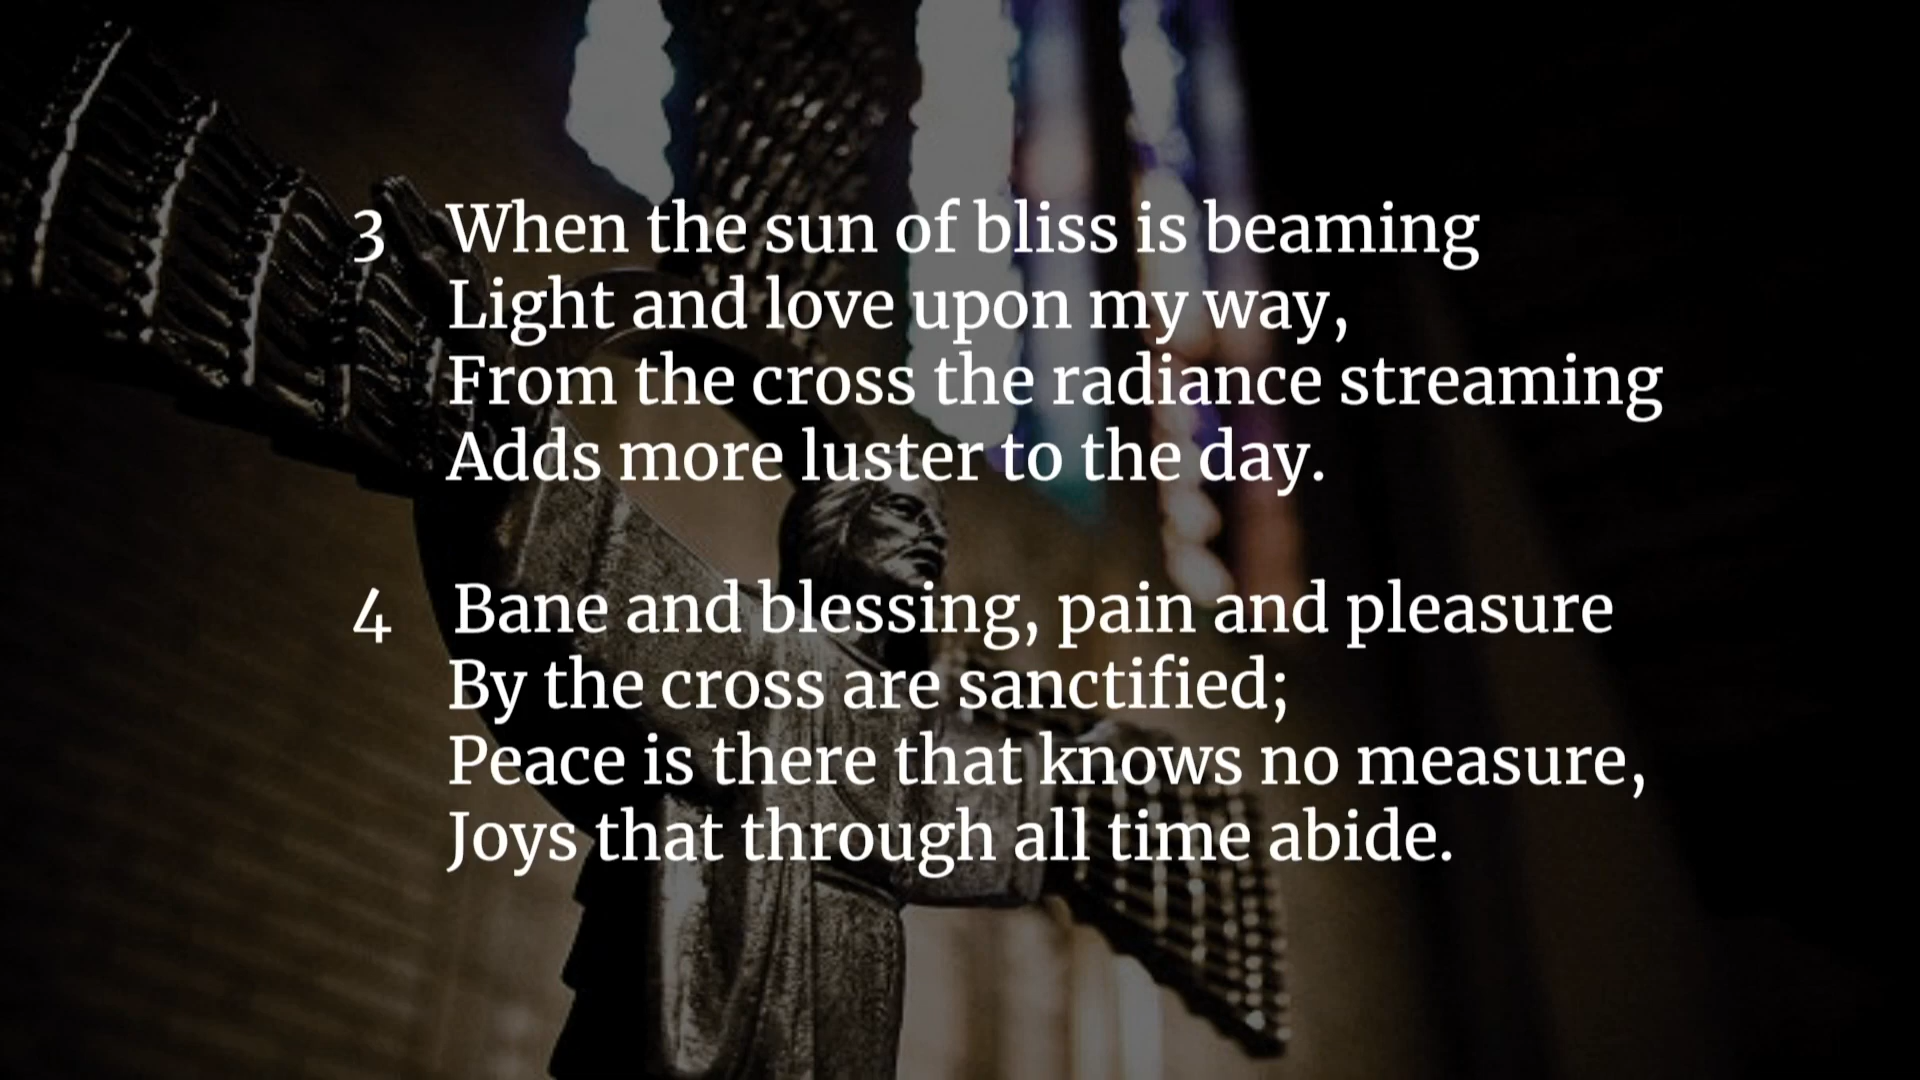 3 When the sun of bliss is beaming
Light and love upon my way,
From the cross the radiance streaming
Adds more luster to the day.
4 Bane and blessing, pain and pleasure
By the cross are sanctified;
Peace is there that knows no measure,
Joys that through all time abide.